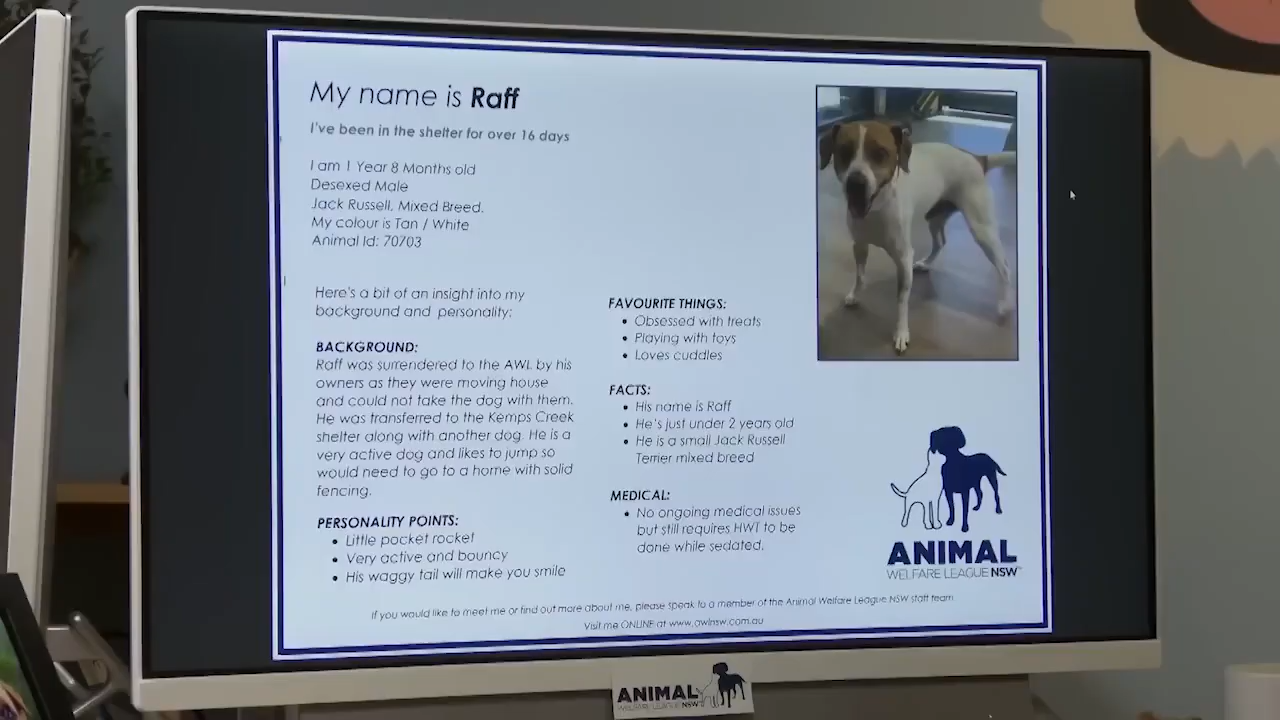 My name is Raff
I've been in the shelter for over 16 days
I am 1 Year 8 Months old
Desexed Male
Jack Russell, Mixed Breed.
My colour is Tan / White
Animal Id: 70703
Here's a bit of an insight into my
background and personality:
BACKGROUND:
Raff was surrendered to the AWL by his
owners as they were moving house
and could not take the dog with them.
He was transferred to the Kemps Creek
shelter along with another dog. He is a
very active dog and likes to jump so
would need to go to a home with solid
fencing.
PERSONALITY POINTS:
• Little pocket rocket
• Very active and bouncy
• His waggy tail will make you smile
FAVOURITE THINGS:
• Obsessed with treats
• Playing with toys
• Loves cuddles
FACTS:
• His name is Raff
• He's just under 2 years old
• He is a small Jack Russell
Terrier mixed breed
MEDICAL:
• No ongoing medical issues
but still requires HWT to be
done while sedated.
ANIMAL
WELFARE LEAGUE NSW
If you would like to meet me or find out more about me, please speak to a member of the Animal Welfare League NSW staff team
Visit me ONLINE at www.awlnsw.com.au
ANIMAL
WELFARE LEAGUE NSW